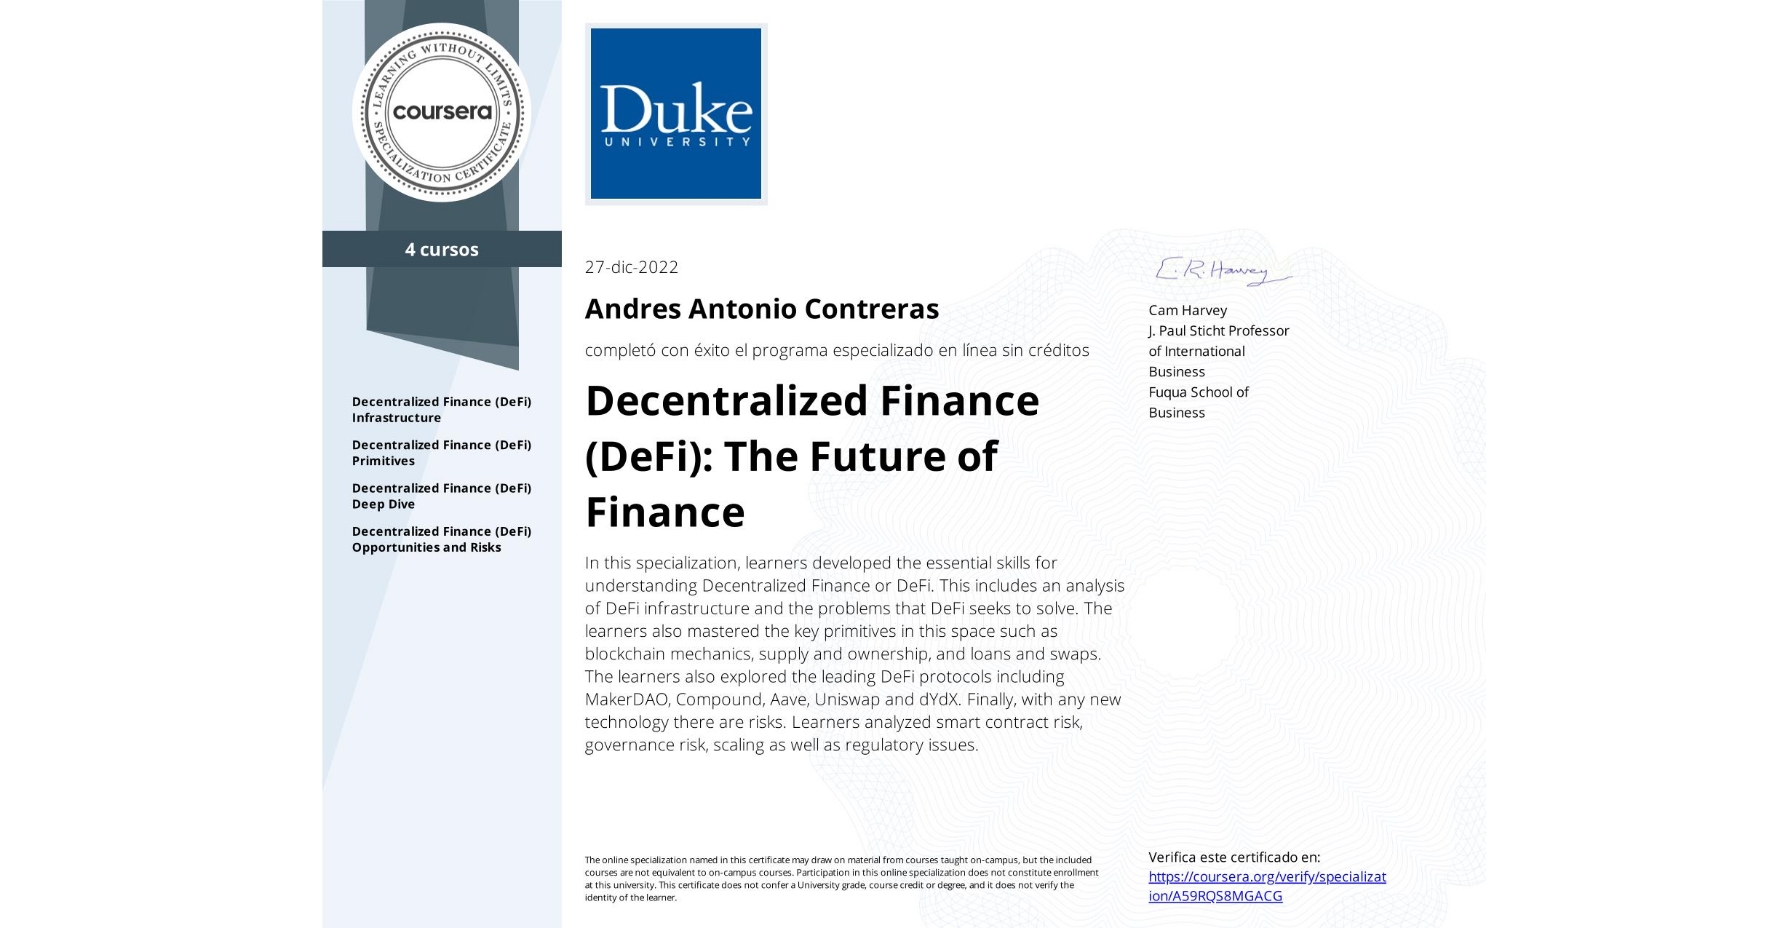 LEARNING WITHOUT LIMITS
coursera
SPECIALIZATION CERTIFICATE
4 cursos
Decentralized Finance (DeFi)
Infrastructure
Decentralized Finance (DeFi)
Primitives
Decentralized Finance (DeFi)
Deep Dive
Decentralized Finance (DeFi)
Opportunities and Risks
Duke
UNIVERSITY
27-dic-2022
Andres Antonio Contreras
completó con éxito el programa especializado en línea sin créditos
Decentralized Finance
(DeFi): The Future of
Finance
In this specialization, learners developed the essential skills for
understanding Decentralized Finance or DeFi. This includes an analysis
of DeFi infrastructure and the problems that DeFi seeks to solve. The
learners also mastered the key primitives in this space such as
blockchain mechanics, supply and ownership, and loans and swaps.
The learners also explored the leading DeFi protocols including
MakerDAO, Compound, Aave, Uniswap and dYdX. Finally, with any new
technology there are risks. Learners analyzed smart contract risk,
governance risk, scaling as well as regulatory issues.
The online specialization named in this certificate may draw on material from courses taught on-campus, but the included
courses are not equivalent to on-campus courses. Participation in this online specialization does not constitute enrollment
at this university. This certificate does not confer a University grade, course credit or degree, and it does not verify the
identity of the learner.
C. R. Harvey
Cam Harvey
J. Paul Sticht Professor
of International
Business
Fuqua School of
Business
Verifica este certificado en:
https://coursera.org/verify/specializat
ion/A59RQS8MGACG